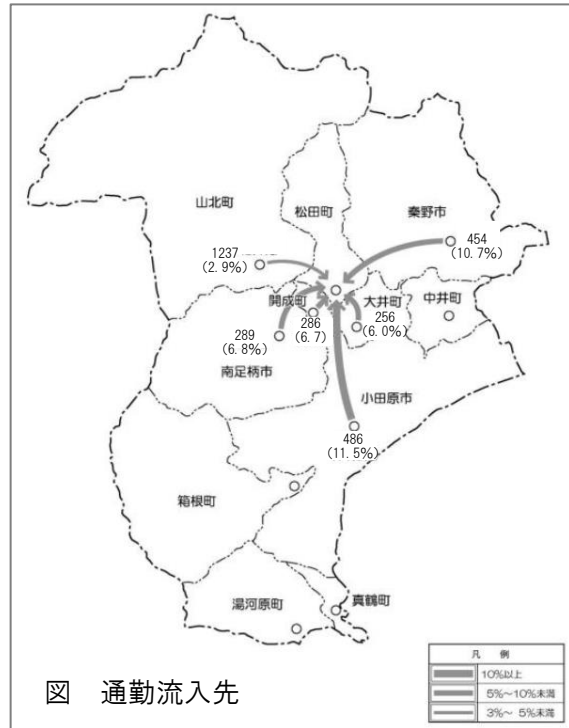 山北町
松田町
秦野市
1237
(2.9%)
454
(10.7%)
開成町
大井町
中井町
289
(6.8%)
286
(6.7)
256
(6.0%)
南足柄市
小田原市
486
(11.5%)
箱根町
湯河原町
真鶴町
図 通勤流入先
凡 例
10%以上
5%~10%未満
3%~ 5%未満